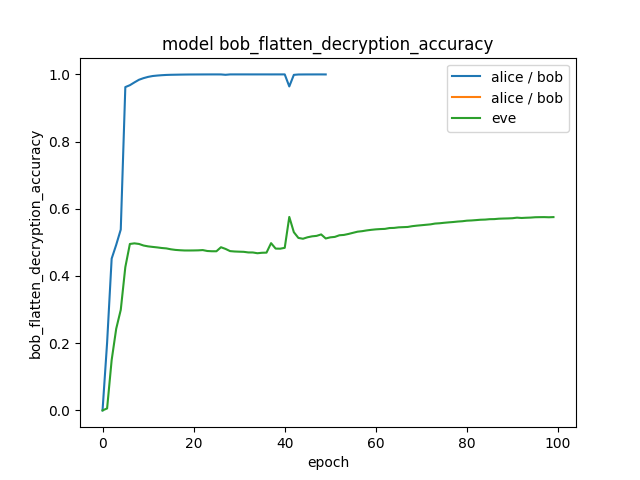 model bob_flatten_decryption_accuracy
bob_flatten_decryption_accuracy
1.0
0.8
0.6
0.4
0.2
0.0
alice / bob
alice / bob
eve
0
20
40
60
80
100
epoch